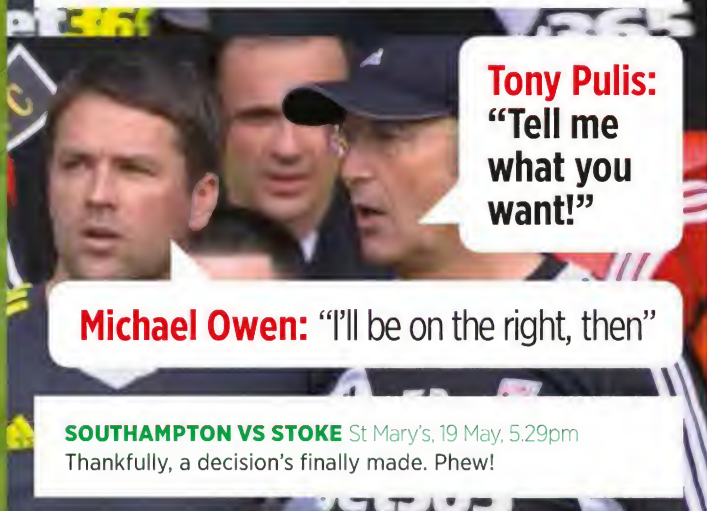 Tony Pulis:
“Tell me
what you
want!”
Michael Owen: “I’ll be on the right, then”
SOUTHAMPTON VS STOKE St Mary’s, 19 May, 5.29pm
Thankfully, a decision’s finally made. Phew!